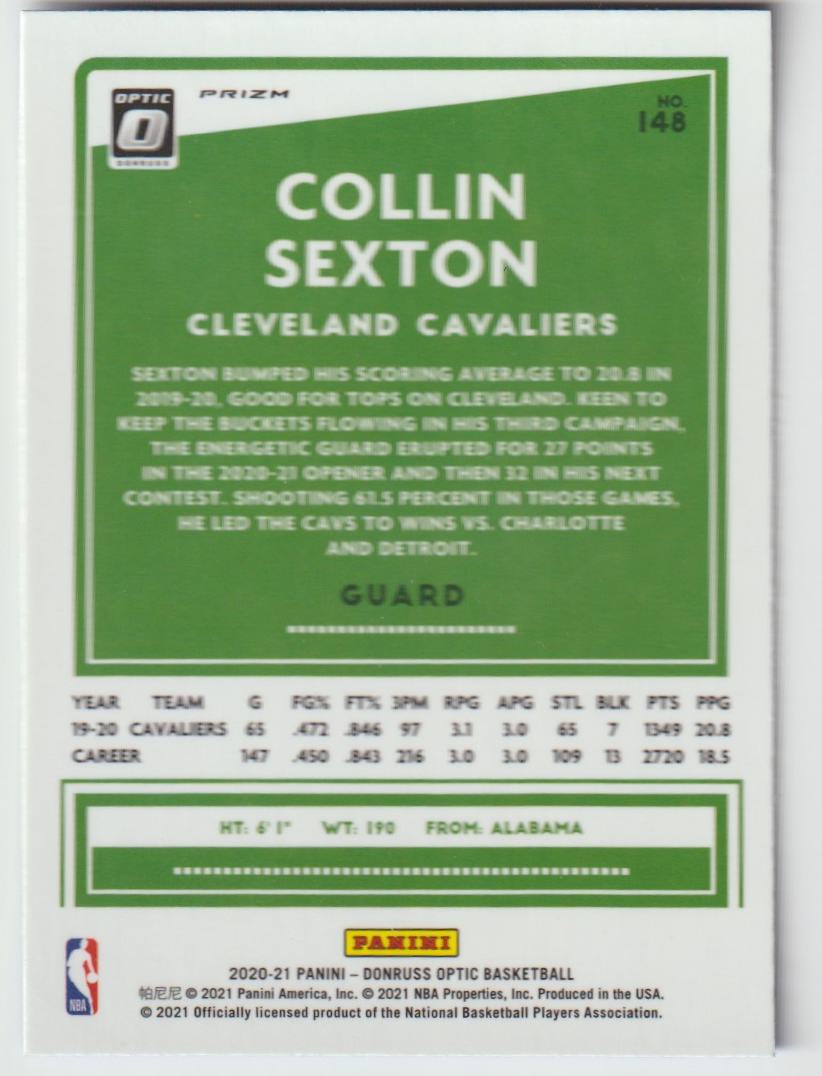 OPTIC
O
DONRUSS
PRIZM
NO.
148
COLLIN
SEXTON
CLEVELAND CAVALIERS
SEXTON BUMPED HIS SCORING AVERAGE TO 20.8 IN
2019-20, GOOD FOR TOPS ON CLEVELAND. KEEN TO
KEEP THE BUCKETS FLOWING IN HIS THIRD CAMPAIGN,
THE ENERGETIC GUARD ERUPTED FOR 27 POINTS
IN THE 2020-21 OPENER AND THEN 32 IN HIS NEXT
CONTEST. SHOOTING 61.5 PERCENT IN THOSE GAMES,
HE LED THE CAVS TO WINS VS. CHARLOTTE
AND DETROIT.
GUARD
YEAR TEAM G FG% FT% 3PM RPG APG STL BLK PTS PPG
19-20 CAVALIERS 65 .472 .846 97 3.1 3.0 65 7 1349 20.8
CAREER 147 .450 .843 216 3.0 3.0 109 13 2720 18.5
HT: 6' 1" WT: 190 FROM: ALABAMA
PANINI
NBA
2020-21 PANINI – DONRUSS OPTIC BASKETBALL
帕尼尼 © 2021 Panini America, Inc. © 2021 NBA Properties, Inc. Produced in the USA.
© 2021 Officially licensed product of the National Basketball Players Association.